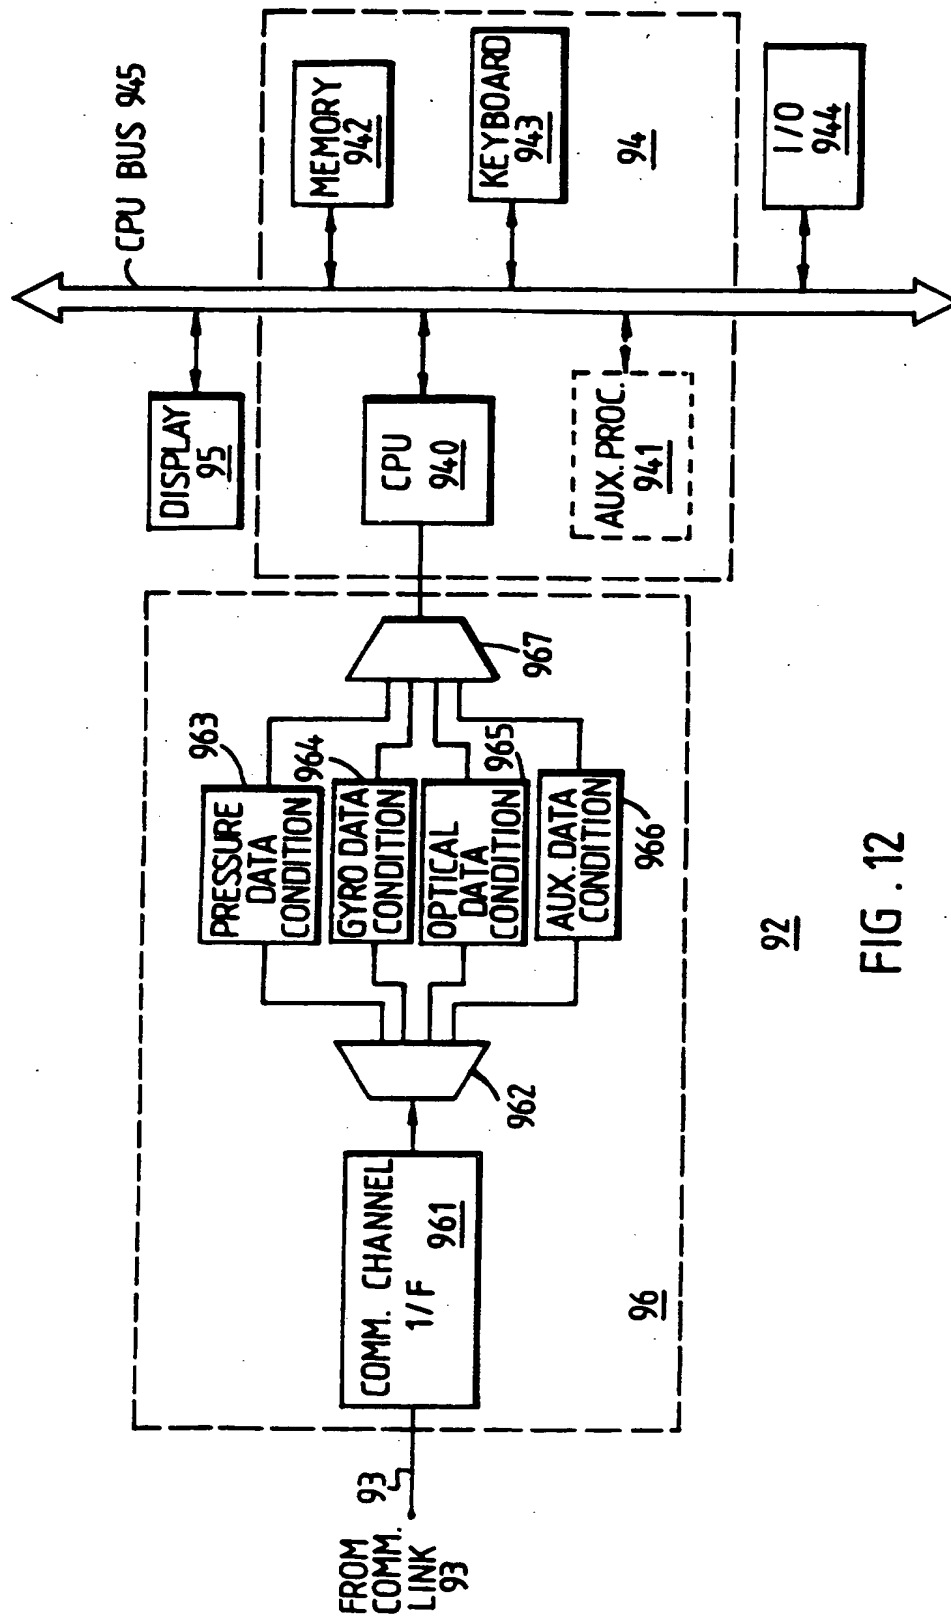 FROM
COMM.
LINK
93
93
COMM. CHANNEL
1/F
961
962
PRESSURE
DATA
CONDITION
963
GYRO DATA
CONDITION
964
OPTICAL
DATA
CONDITION
965
AUX. DATA
CONDITION
966
967
96
DISPLAY
95
CPU BUS 945
CPU
940
AUX. PROC.
941
MEMORY
942
KEYBOARD
943
94
I/O
944
92
FIG. 12